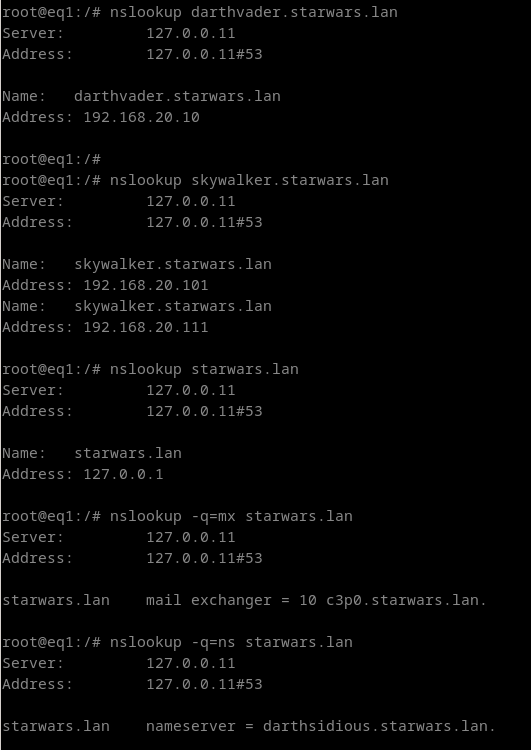 root@eq1:/# nslookup darthvader.starwars.lan
Server:         127.0.0.11
Address:        127.0.0.11#53
Name:   darthvader.starwars.lan
Address: 192.168.20.10
root@eq1:/#
root@eq1:/# nslookup skywalker.starwars.lan
Server:         127.0.0.11
Address:        127.0.0.11#53
Name:   skywalker.starwars.lan
Address: 192.168.20.101
Name:   skywalker.starwars.lan
Address: 192.168.20.111
root@eq1:/# nslookup starwars.lan
Server:         127.0.0.11
Address:        127.0.0.11#53
Name:   starwars.lan
Address: 127.0.0.1
root@eq1:/# nslookup -q=mx starwars.lan
Server:         127.0.0.11
Address:        127.0.0.11#53
starwars.lan    mail exchanger = 10 c3p0.starwars.lan.
root@eq1:/# nslookup -q=ns starwars.lan
Server:         127.0.0.11
Address:        127.0.0.11#53
starwars.lan    nameserver = darthsidious.starwars.lan.